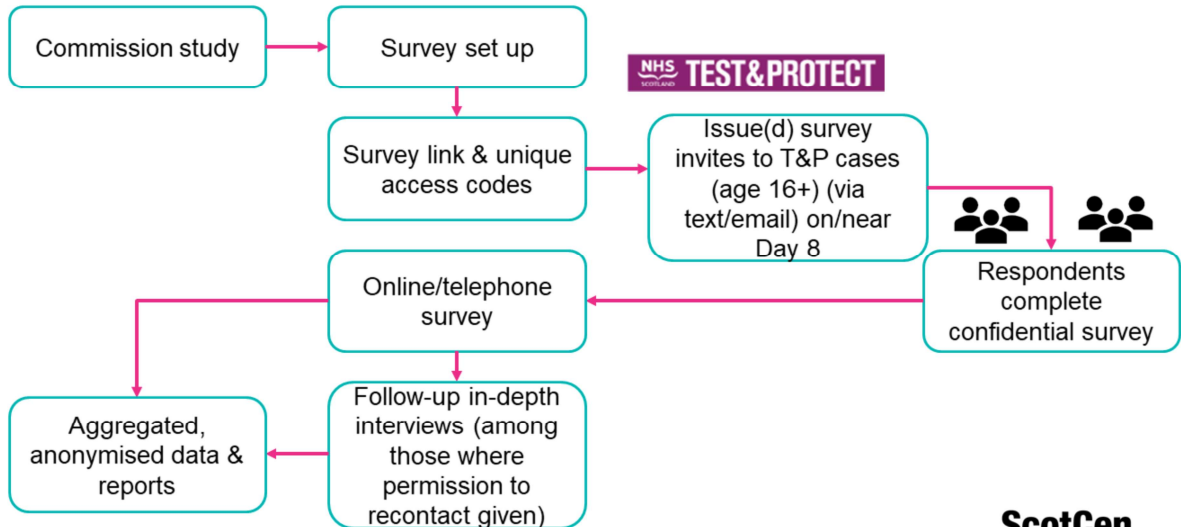 Commission study
Survey set up
NHS
SCOTLAND
TEST&PROTECT
Survey link & unique
access codes
Issue(d) survey
invites to T&P cases
(age 16+) (via
text/email) on/near
Day 8
Respondents
complete
confidential survey
Online/telephone
survey
Follow-up in-depth
interviews (among
those where
permission to
recontact given)
Aggregated,
anonymised data &
reports
ScotCen